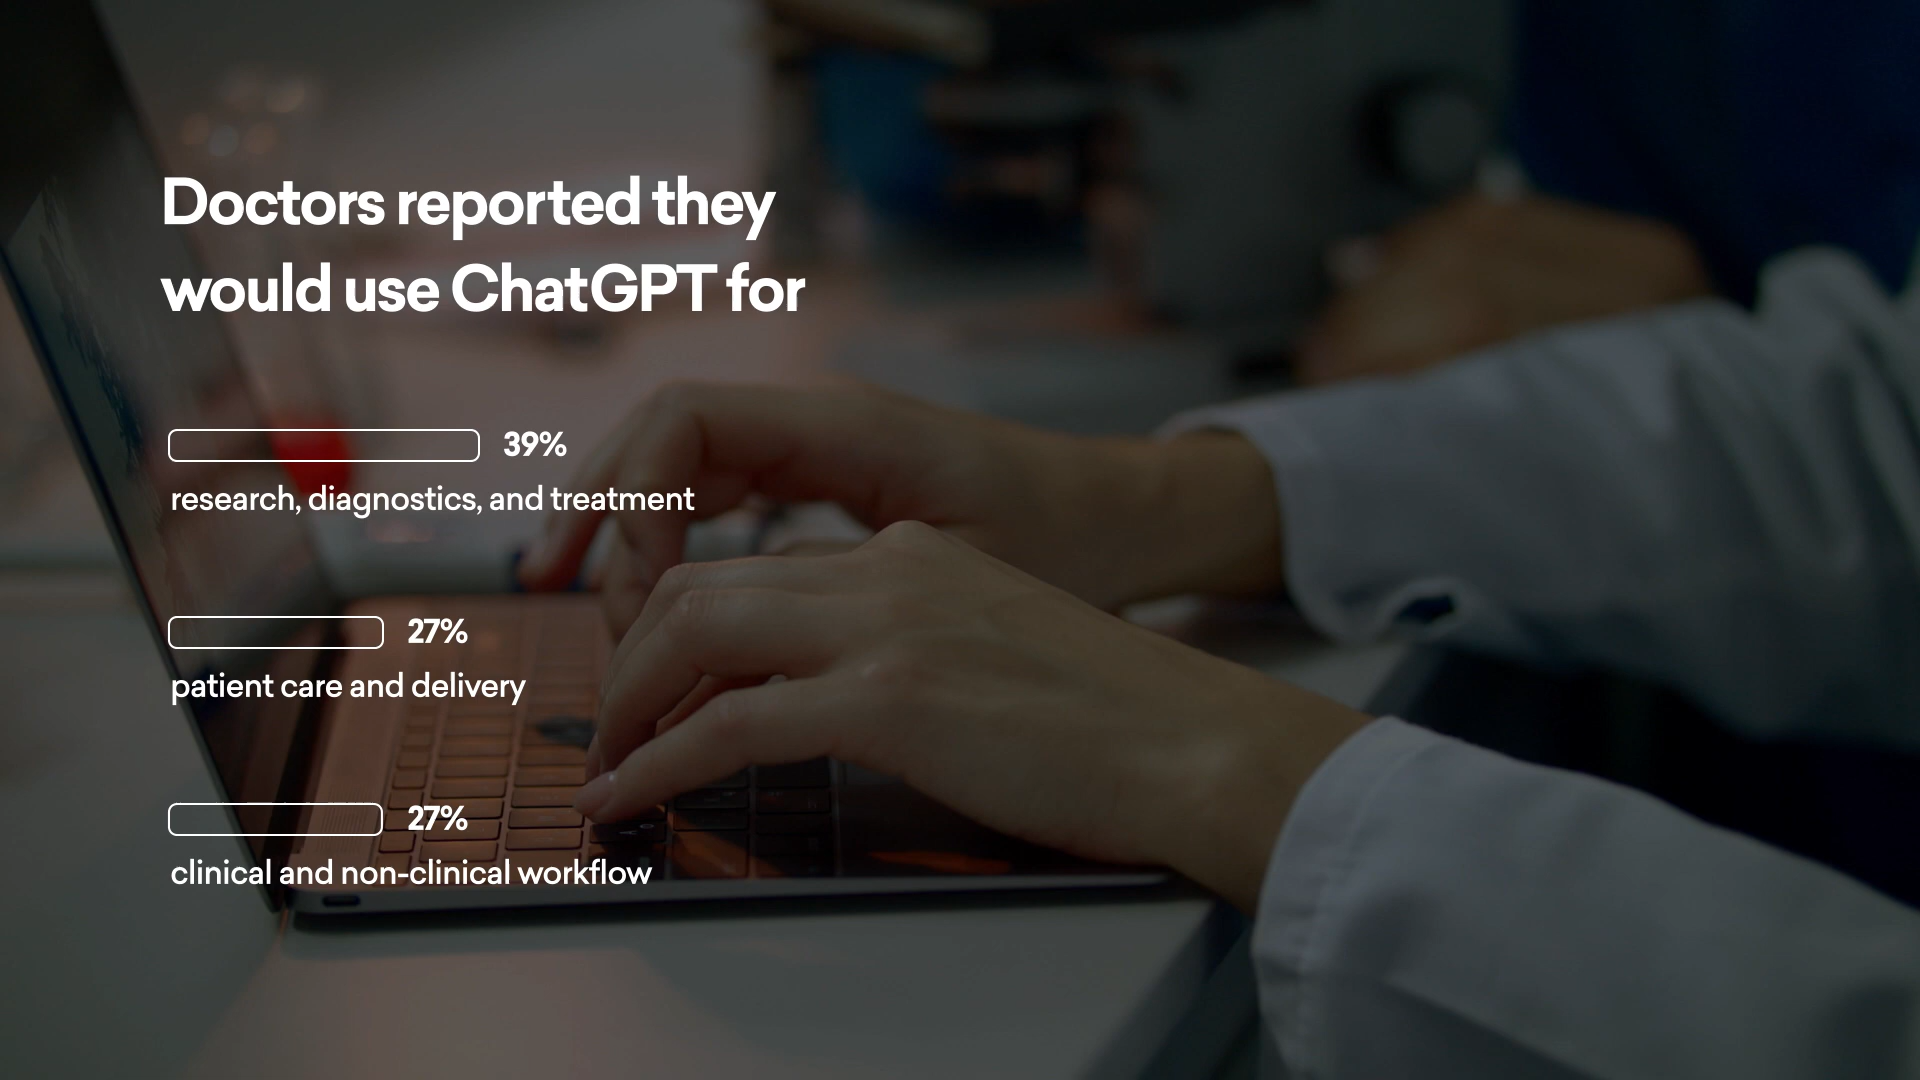 Doctors reported they
would use ChatGPT for
39%
research, diagnostics, and treatment
27%
patient care and delivery
27%
clinical and non-clinical workflow